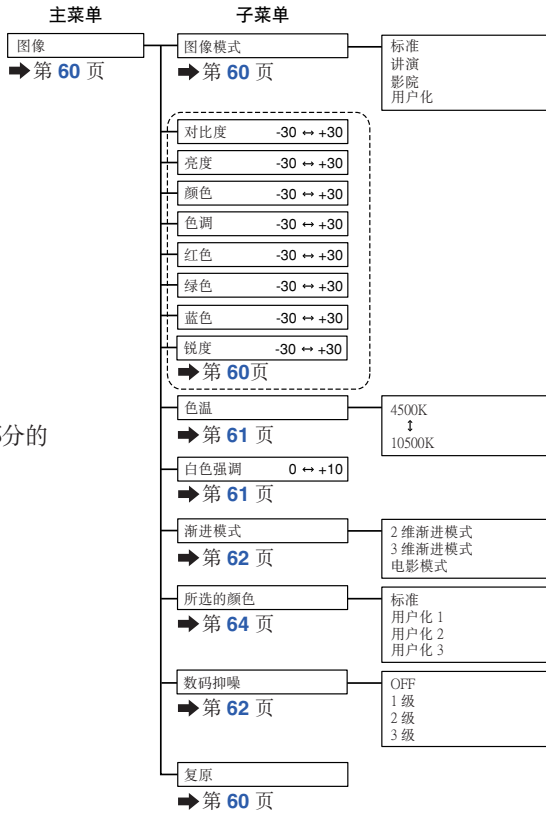 主菜单
子菜单
图像
➡第 60 页
图像模式
➡第 60 页
标准
讲演
影院
用户化
对比度 -30 ↔ +30
亮度 -30 ↔ +30
颜色 -30 ↔ +30
色调 -30 ↔ +30
红色 -30 ↔ +30
绿色 -30 ↔ +30
蓝色 -30 ↔ +30
锐度 -30 ↔ +30
➡第 60页
色温
➡第 61 页
4500K
↕
10500K
分的
白色强调 0 ↔ +10
➡第 61 页
渐进模式
➡第 62 页
2 维渐进模式
3 维渐进模式
电影模式
所选的颜色
➡第 64 页
标准
用户化 1
用户化 2
用户化 3
数码抑噪
➡第 62 页
OFF
1 级
2 级
3 级
复原
➡第 60 页